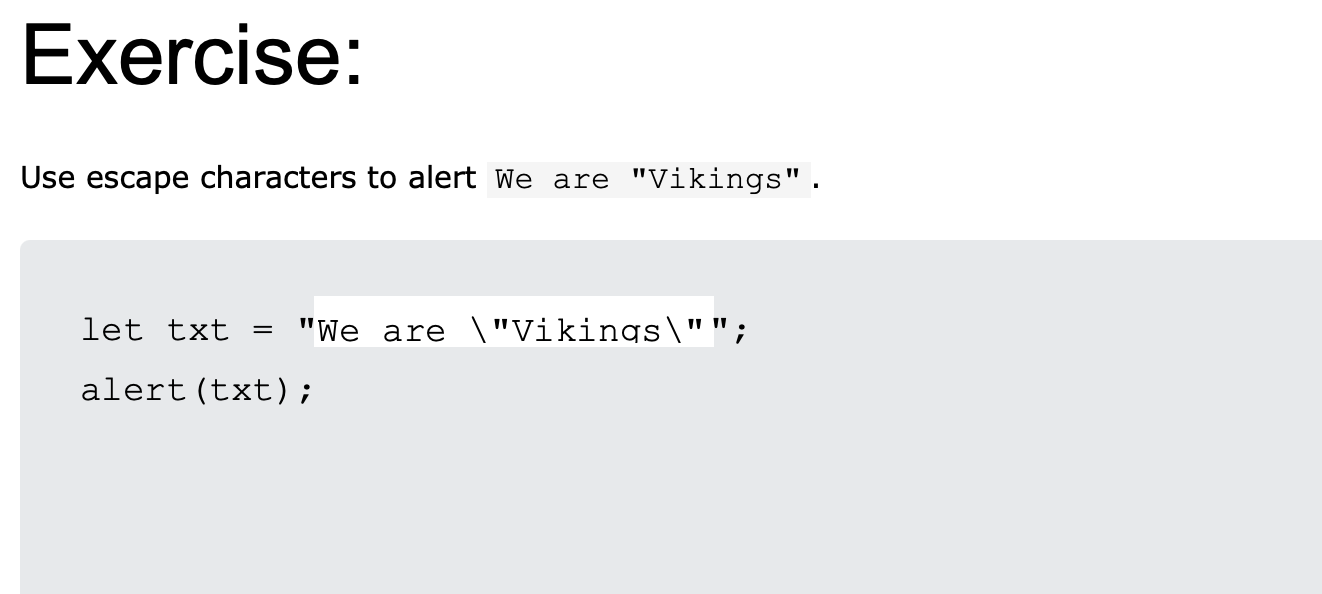 Exercise:
Use escape characters to alert We are "Vikings".
let txt = "We are \"Vikings\"";
alert(txt);